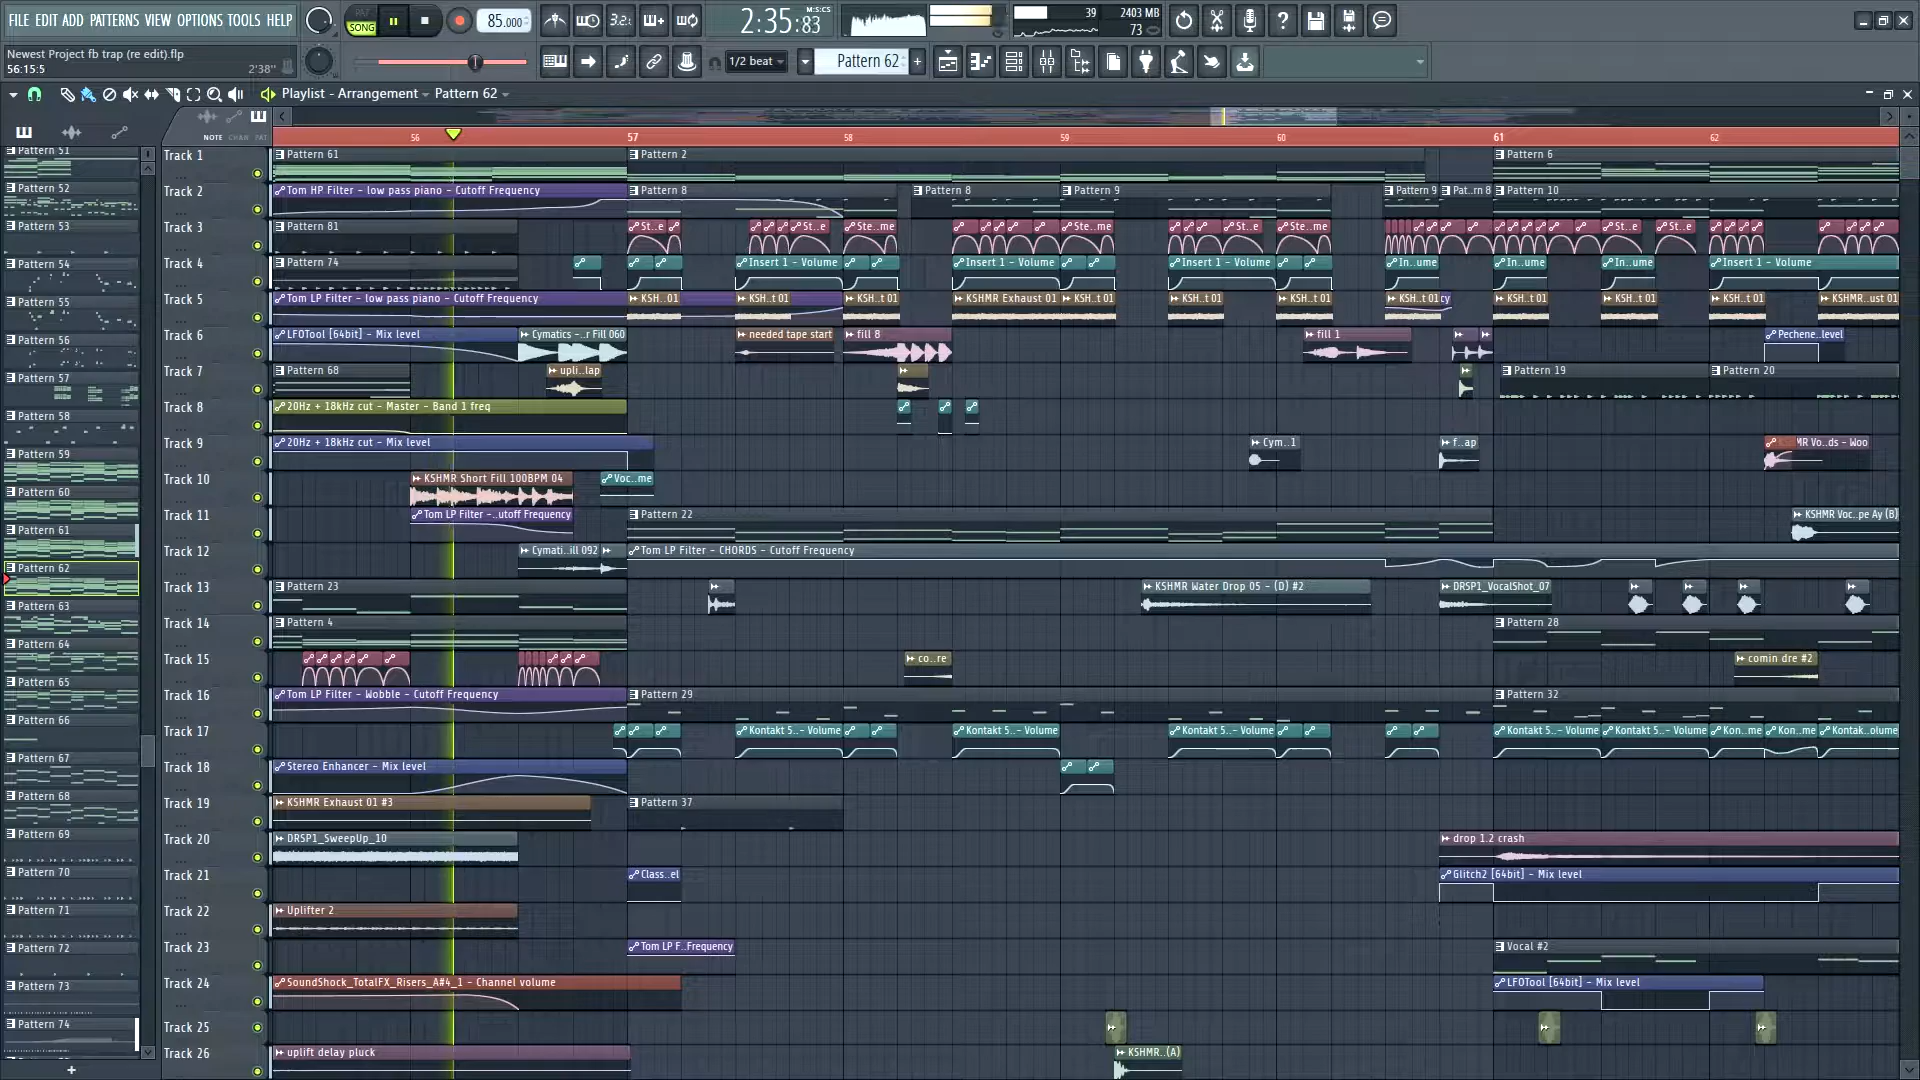 FILE EDIT ADD PATTERNS VIEW OPTIONS TOOLS HELP
PAT
SONG
85.000
3.2.
2:35:83
M:S:CS
39
2403 MB
73
Newest Project fb trap (re edit).flp
56:15:5
2'38"
1/2 beat
Pattern 62
Playlist - Arrangement
Pattern 62
NOTE CHAN PAT
56 57 58 59 60 61 62
Pattern 51
Pattern 52
Pattern 53
Pattern 54
Pattern 55
Pattern 56
Pattern 57
Pattern 58
Pattern 59
Pattern 60
Pattern 61
Pattern 62
Pattern 63
Pattern 64
Pattern 65
Pattern 66
Pattern 67
Pattern 68
Pattern 69
Pattern 70
Pattern 71
Pattern 72
Pattern 73
Pattern 74
Track 1 Pattern 61 Pattern 2 Pattern 6
Track 2 Tom HP Filter - low pass piano - Cutoff Frequency Pattern 8 Pattern 8 Pattern 9 Pattern 9 Pat..rn 8 Pattern 10
Track 3 Pattern 81 St..e St..e Ste..me Ste..me St..e Ste..me St..e St..e
Track 4 Pattern 74 Insert 1 - Volume Insert 1 - Volume Insert 1 - Volume In..ume In..ume In..ume Insert 1 - Volume
Track 5 Tom LP Filter - low pass piano - Cutoff Frequency KSH..01 KSH..t 01 KSH..t 01 KSHMR Exhaust 01 KSH..t 01 KSH..t 01 KSH..t 01 KSH..t 01 cy KSH..t 01 KSH..t 01 KSH..t 01 KSHMR..ust 01
Track 6 LFOTool [64bit] - Mix level Cymatics -..r Fill 060 needed tape start fill 8 fill 1 Pechene..level
Track 7 Pattern 68 upli..lap Pattern 19 Pattern 20
Track 8 20Hz + 18kHz cut - Master - Band 1 freq
Track 9 20Hz + 18kHz cut - Mix level Cym..1 f..ap MR Vo..ds - Woo
Track 10 KSHMR Short Fill 100BPM 04 Voc..me
Track 11 Tom LP Filter -..utoff Frequency Pattern 22 KSHMR Voc..pe Ay (B)
Track 12 Cymati..ill 092 Tom LP Filter - CHORDS - Cutoff Frequency
Track 13 Pattern 23 KSHMR Water Drop 05 - (D) #2 DRSP1_VocalShot_07
Track 14 Pattern 4 Pattern 28
Track 15 co..re comin dre #2
Track 16 Tom LP Filter - Wobble - Cutoff Frequency Pattern 29 Pattern 32
Track 17 Kontakt 5..- Volume Kontakt 5..- Volume Kontakt 5..- Volume Kontakt 5..- Volume Kontakt 5..- Volume Kon..me Kon..me Kontak..olume
Track 18 Stereo Enhancer - Mix level
Track 19 KSHMR Exhaust 01 #3 Pattern 37
Track 20 DRSP1_SweepUp_10 drop 1.2 crash
Track 21 Class..el Glitch2 [64bit] - Mix level
Track 22 Uplifter 2
Track 23 Tom LP F..Frequency Vocal #2
Track 24 SoundShock_TotalFX_Risers_A#4_1 - Channel volume LFOTool [64bit] - Mix level
Track 25
Track 26 uplift delay pluck KSHMR..(A)